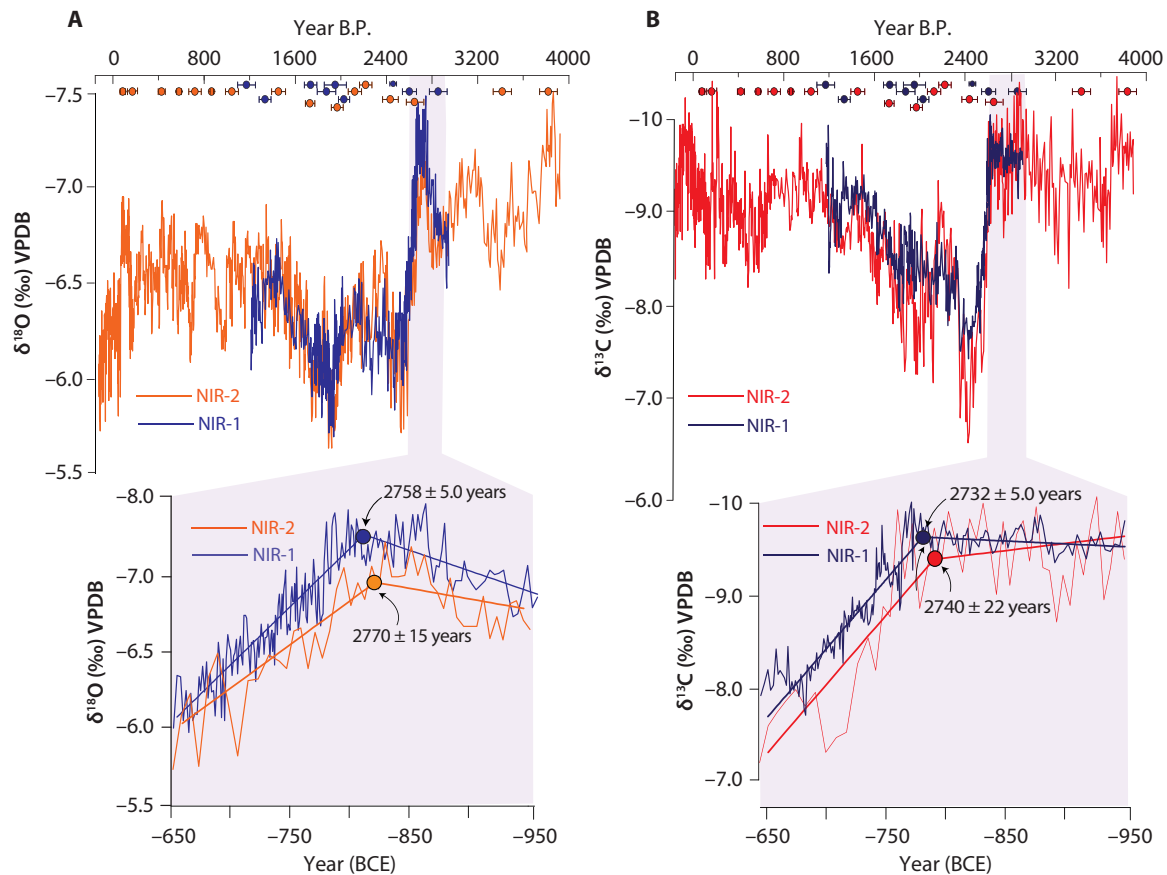 A
Year B.P.
0 800 1600 2400 3200 4000
−7.5
−7.0
−6.5
−6.0
−5.5
δ¹⁸O (‰) VPDB
NIR-2
NIR-1
−8.0
−7.0
−6.5
−6.0
−5.5
δ¹⁸O (‰) VPDB
NIR-2
NIR-1
2758 ± 5.0 years
2770 ± 15 years
−650 −750 −850 −950
Year (BCE)
B
Year B.P.
0 800 1600 2400 3200 4000
−10
−9.0
−8.0
−7.0
−6.0
δ¹³C (‰) VPDB
NIR-2
NIR-1
−10
−9.0
−8.0
−7.0
δ¹³C (‰) VPDB
NIR-2
NIR-1
2732 ± 5.0 years
2740 ± 22 years
−650 −750 −850 −950
Year (BCE)